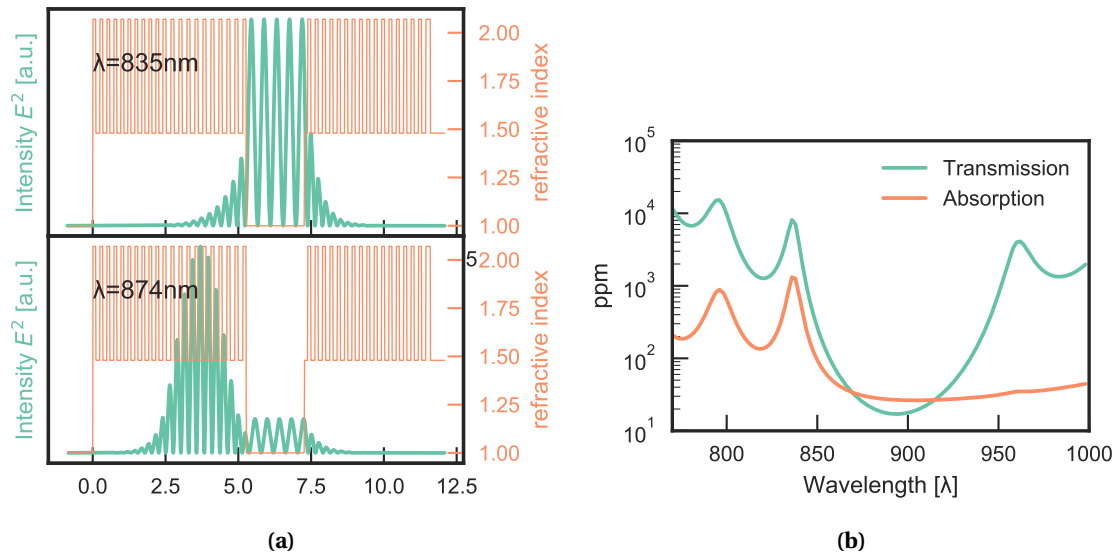 Intensity E² [a.u.]
λ=835nm
2.00
1.75
1.50
1.25
1.00
refractive index
Intensity E² [a.u.]
λ=874nm
5
2.00
1.75
1.50
1.25
1.00
refractive index
0.0 2.5 5.0 7.5 10.0 12.5
(a)
ppm
10⁵
10⁴
10³
10²
10¹
Transmission
Absorption
800 850 900 950 1000
Wavelength [λ]
(b)